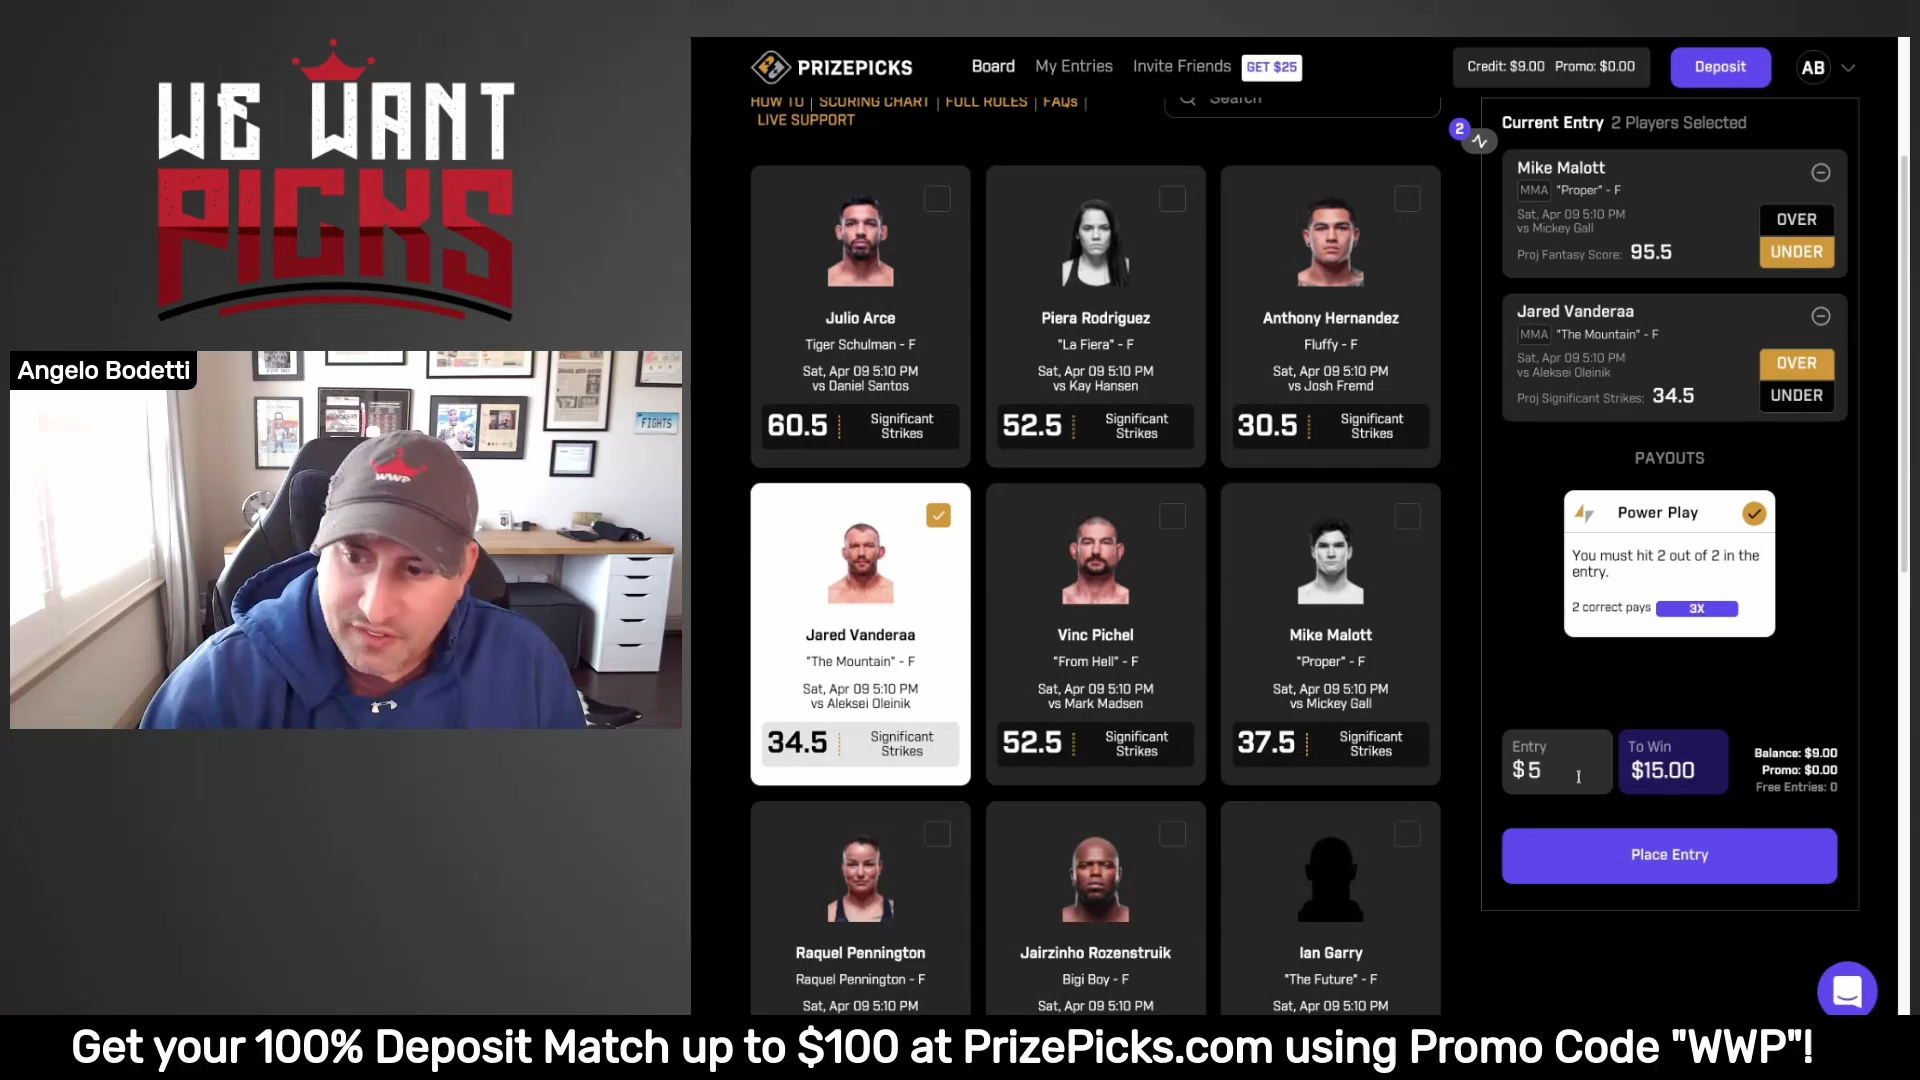 WE WANT
PICKS
Angelo Bodetti
FIGHTS
WWP
PRIZEPICKS
Board
My Entries
Invite Friends
GET $25
Credit: $9.00 Promo: $0.00
Deposit
AB
HOW TO | SCORING CHART | FULL RULES | FAQs |
LIVE SUPPORT
Search
Julio Arce
Tiger Schulman - F
Sat, Apr 09 5:10 PM
vs Daniel Santos
60.5
Significant
Strikes
Piera Rodriguez
"La Fiera" - F
Sat, Apr 09 5:10 PM
vs Kay Hansen
52.5
Significant
Strikes
Anthony Hernandez
Fluffy - F
Sat, Apr 09 5:10 PM
vs Josh Fremd
30.5
Significant
Strikes
Jared Vanderaa
"The Mountain" - F
Sat, Apr 09 5:10 PM
vs Aleksei Oleinik
34.5
Significant
Strikes
Vinc Pichel
"From Hell" - F
Sat, Apr 09 5:10 PM
vs Mark Madsen
52.5
Significant
Strikes
Mike Malott
"Proper" - F
Sat, Apr 09 5:10 PM
vs Mickey Gall
37.5
Significant
Strikes
Raquel Pennington
Raquel Pennington - F
Sat, Apr 09 5:10 PM
Jairzinho Rozenstruik
Bigi Boy - F
Sat, Apr 09 5:10 PM
Ian Garry
"The Future" - F
Sat, Apr 09 5:10 PM
2
Current Entry 2 Players Selected
Mike Malott
MMA "Proper" - F
Sat, Apr 09 5:10 PM
vs Mickey Gall
Proj Fantasy Score: 95.5
OVER
UNDER
Jared Vanderaa
MMA "The Mountain" - F
Sat, Apr 09 5:10 PM
vs Aleksei Oleinik
Proj Significant Strikes: 34.5
OVER
UNDER
PAYOUTS
Power Play
You must hit 2 out of 2 in the
entry.
2 correct pays 3X
Entry
$5
To Win
$15.00
Balance: $9.00
Promo: $0.00
Free Entries: 0
Place Entry
Get your 100% Deposit Match up to $100 at PrizePicks.com using Promo Code "WWP"!